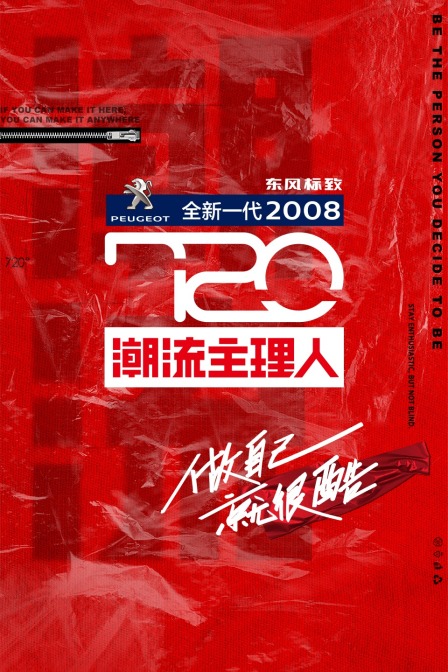 IF YOU CAN MAKE IT HERE,
YOU CAN MAKE IT ANYWHERE
BE THE PERSON YOU DECIDE TO BE
东风标致
PEUGEOT
全新一代2008
720
720"
潮流主理人
STAY ENTHUSIASTIC, BUT NOT BLIND.
做自己
就很酷